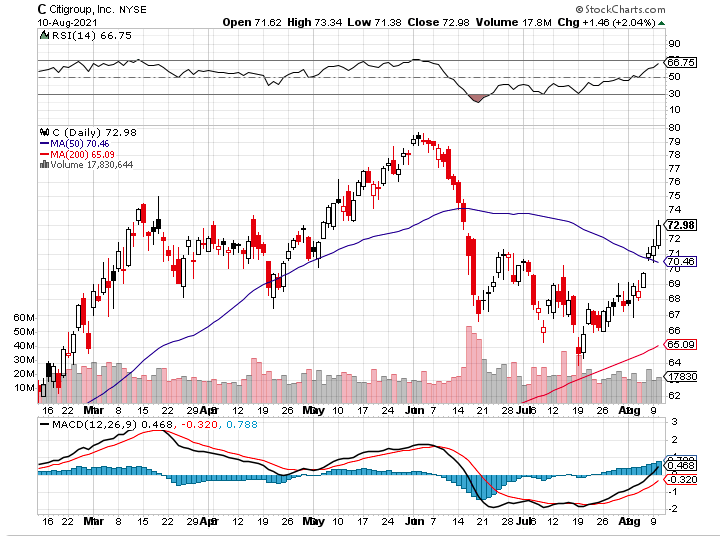 C Citigroup, Inc. NYSE © StockCharts.com
10-Aug-2021 Open 71.62 High 73.34 Low 71.38 Close 72.98 Volume 17.8M Chg +1.46 (+2.04%)
RSI(14) 66.75
90
70
66.75
50
30
10
C (Daily) 72.98
MA(50) 70.46
MA(200) 65.09
Volume 17,830,644
80
79
78
77
76
75
74
72.98
72
71
70.46
70
69
68
67
66
65.09
64
17830
62
60M
50M
40M
30M
20M
10M
16 22 Mar 8 15 22 29 Apr 12 19 26 May 10 17 24 Jun 7 14 21 28 Jul 6 12 19 26 Aug 9
MACD(12,26,9) 0.468, -0.320, 0.788
3
2
1
0.788
0.468
-0.320
-1
-2
16 22 Mar 8 15 22 29 Apr 12 19 26 May 10 17 24 Jun 7 14 21 28 Jul 6 12 19 26 Aug 9